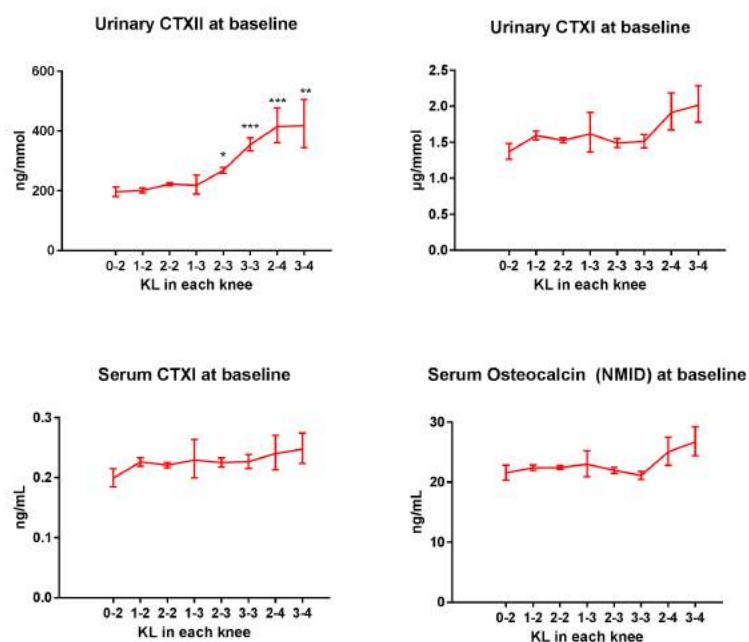 Urinary CTXII at baseline
600
400
200
0
ng/mmol
*
***
***
**
0-2 1-2 2-2 1-3 2-3 3-3 2-4 3-4
KL in each knee
Urinary CTXI at baseline
2.5
2.0
1.5
1.0
0.5
0.0
µg/mmol
0-2 1-2 2-2 1-3 2-3 3-3 2-4 3-4
KL in each knee
Serum CTXI at baseline
0.3
0.2
0.1
0.0
ng/mL
0-2 1-2 2-2 1-3 2-3 3-3 2-4 3-4
KL in each knee
Serum Osteocalcin (NMID) at baseline
30
20
10
0
ng/mL
0-2 1-2 2-2 1-3 2-3 3-3 2-4 3-4
KL in each knee